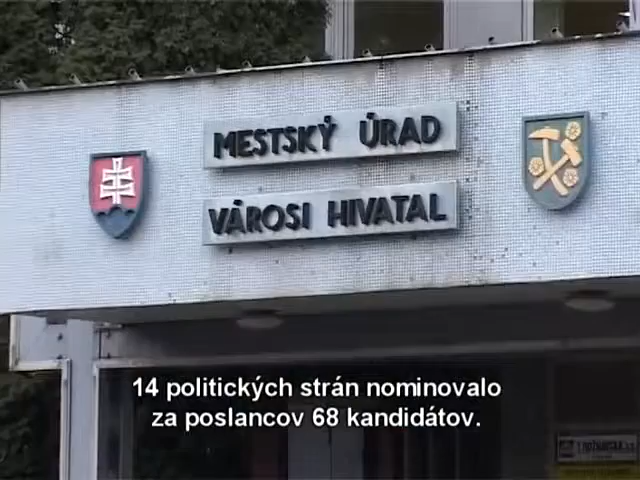 MESTSKÝ ÚRAD
VÁROSI HIVATAL
14 politických strán nominovalo
za poslancov 68 kandidátov.